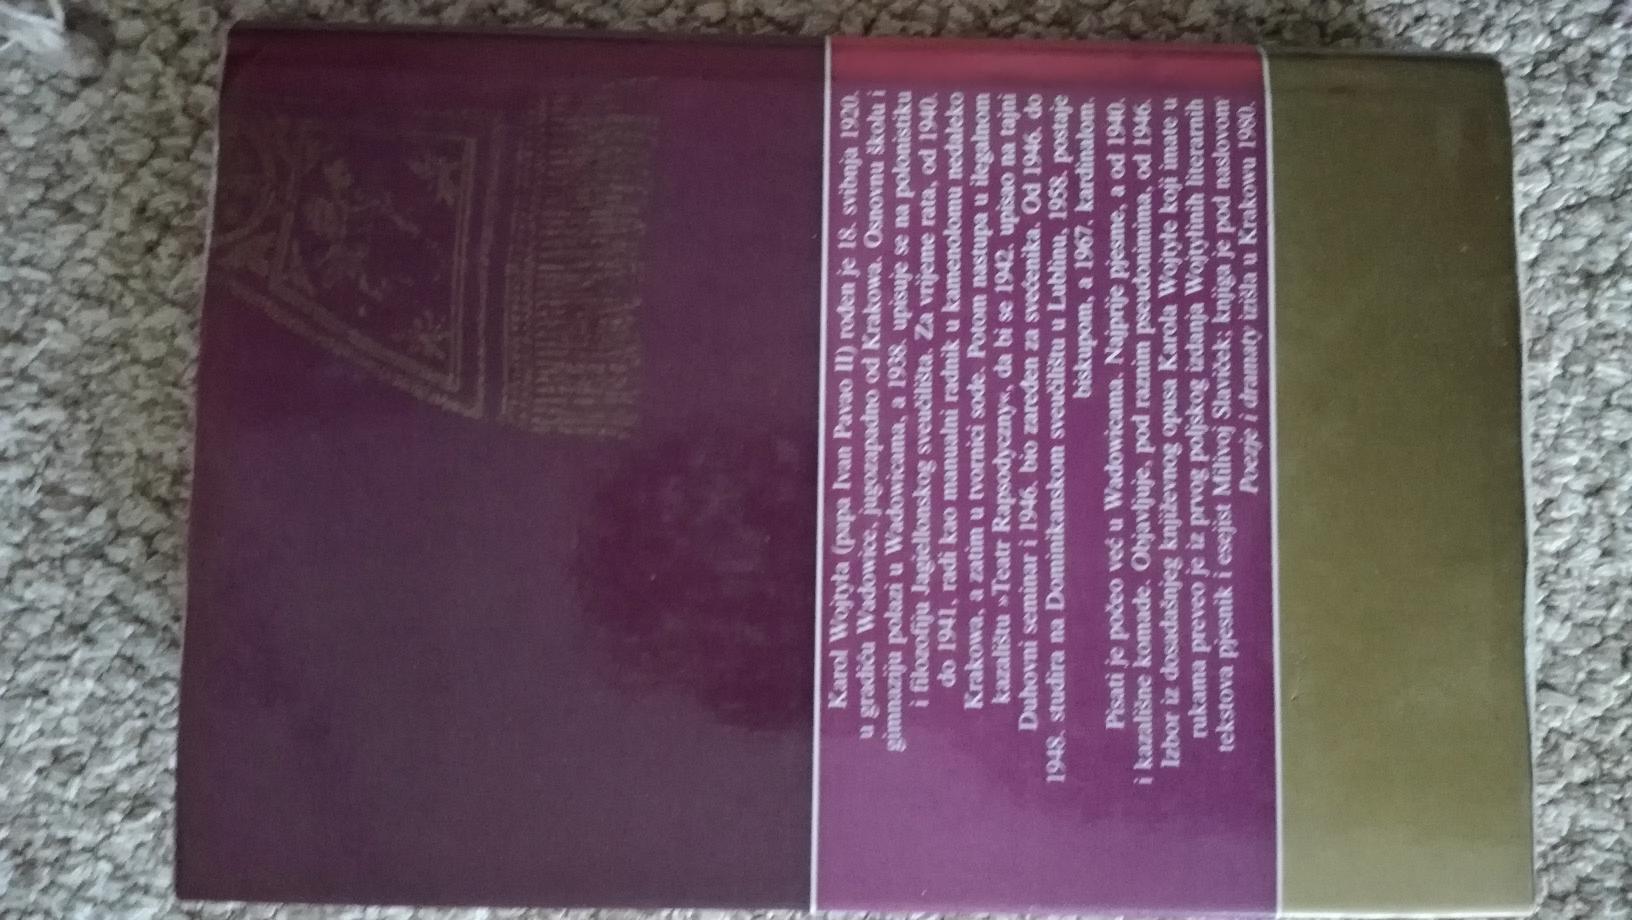 Karol Wojtyła (papa Ivan Pavao II) rođen je 18. svibnja 1920.
u gradiću Wadowice, jugozapadno od Krakowa. Osnovnu školu i
gimnaziju polazi u Wadowicama, a 1938. upisuje se na polonistiku
i filozofiju Jagjellonskog sveučilišta. Za vrijeme rata, od 1940.
do 1941, radi kao manualni radnik u kamenolomu nedaleko
Krakowa, a zatim u tvornici sode. Potom nastupa u ilegalnom
kazalištu »Teatr Rapsodyczny«, da bi se 1942. upisao na tajni
Duhovni seminar i 1946. bio zaređen za svećenika. Od 1946. do
1948. studira na Dominikanskom sveučilištu u Lublinu, 1958. postaje
biskupom, a 1967. kardinalom.
Pisati je počeo već u Wadowicama. Najprije pjesme, a od 1940.
i kazališne komade. Objavljuje, pod raznim pseudonimima, od 1946.
Izbor iz dosadašnjeg književnog opusa Karola Wojtyłe koji imate u
rukama preveo je iz prvog poljskog izdanja Wojtyłinih literarnih
tekstova pjesnik i esejist Milivoj Slaviček; knjiga je pod naslovom
Poezje i dramaty izišla u Krakowu 1980.